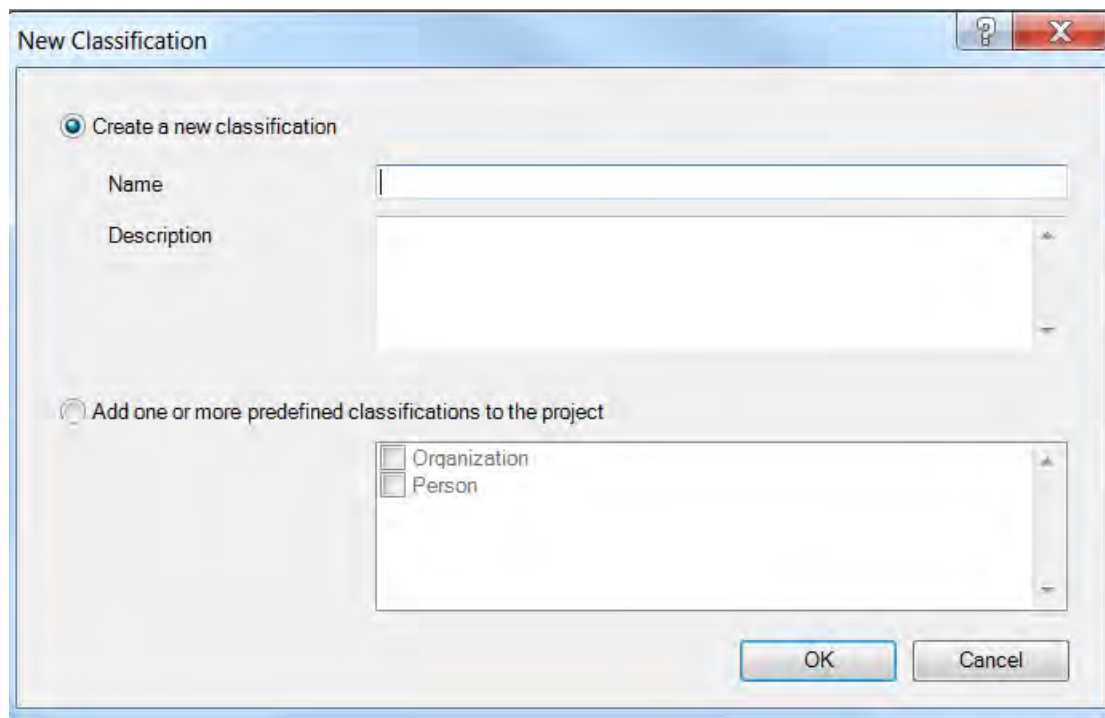 New Classification
Create a new classification
Name
Description
Add one or more predefined classifications to the project
Organization
Person
OK
Cancel